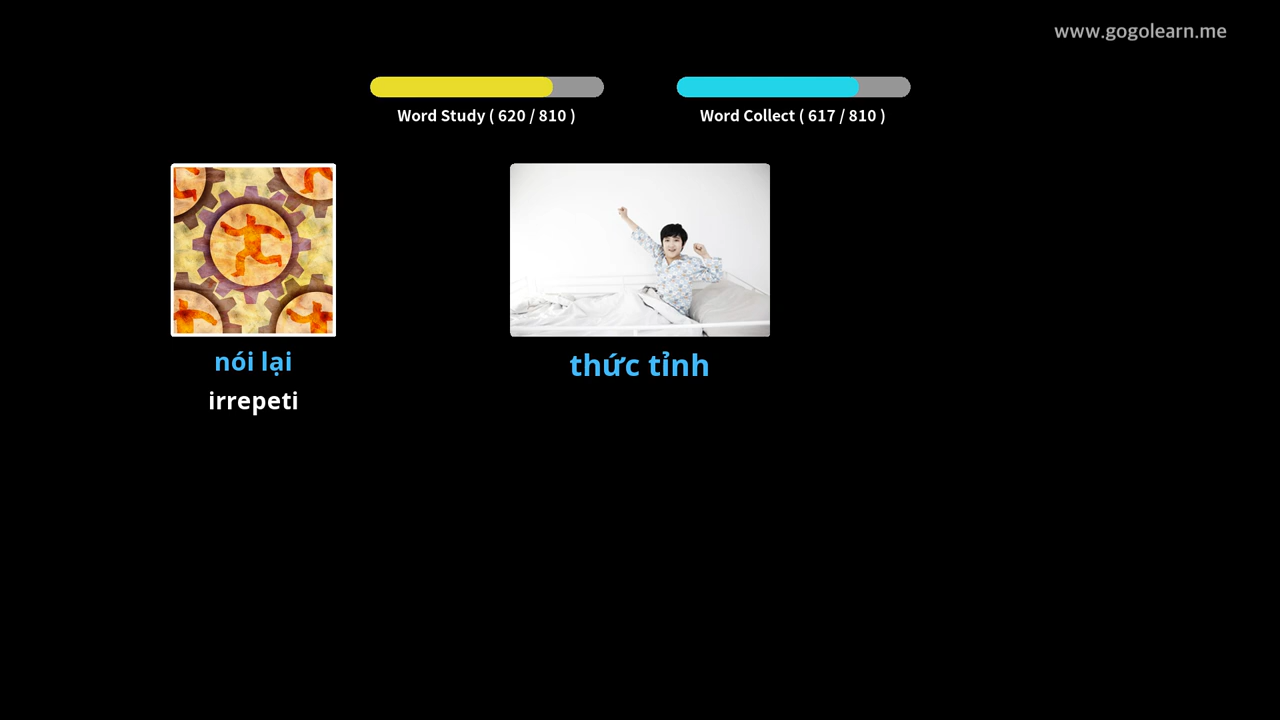 www.gogolearn.me
Word Study ( 620 / 810 )
Word Collect ( 617 / 810 )
nói lại
irrepeti
thức tỉnh